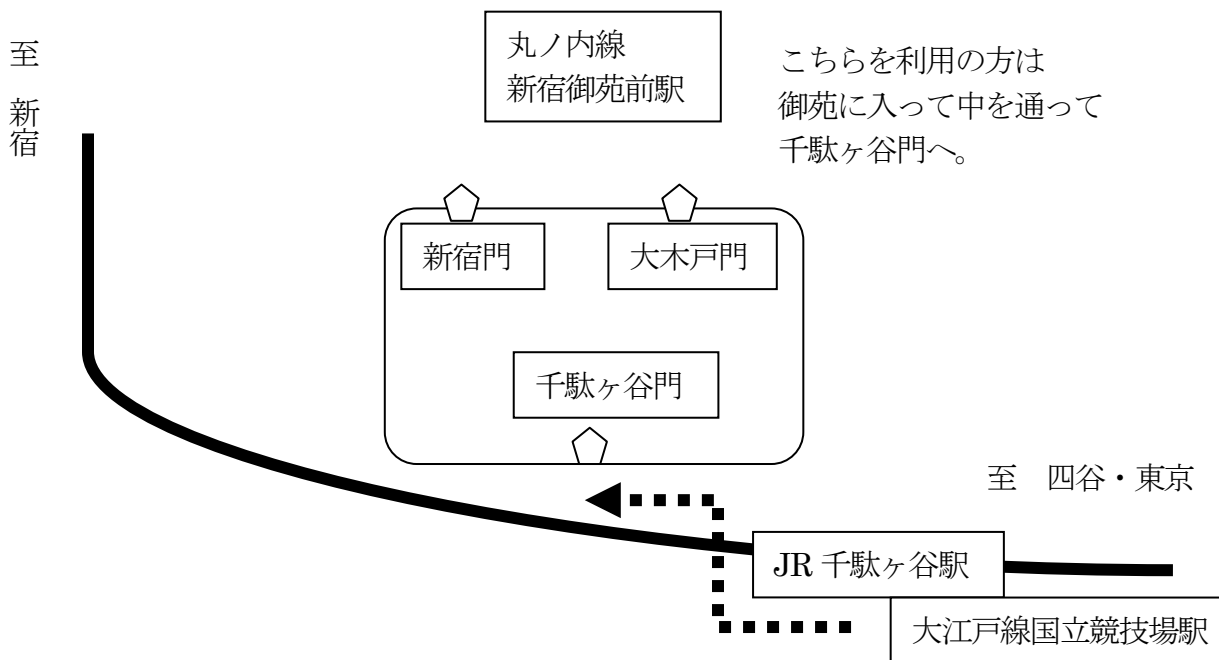 至 新宿
丸ノ内線
新宿御苑前駅
こちらを利用の方は
御苑に入って中を通って
千駄ヶ谷門へ。
新宿門
大木戸門
千駄ヶ谷門
至 四谷・東京
JR 千駄ヶ谷駅
大江戸線国立競技場駅